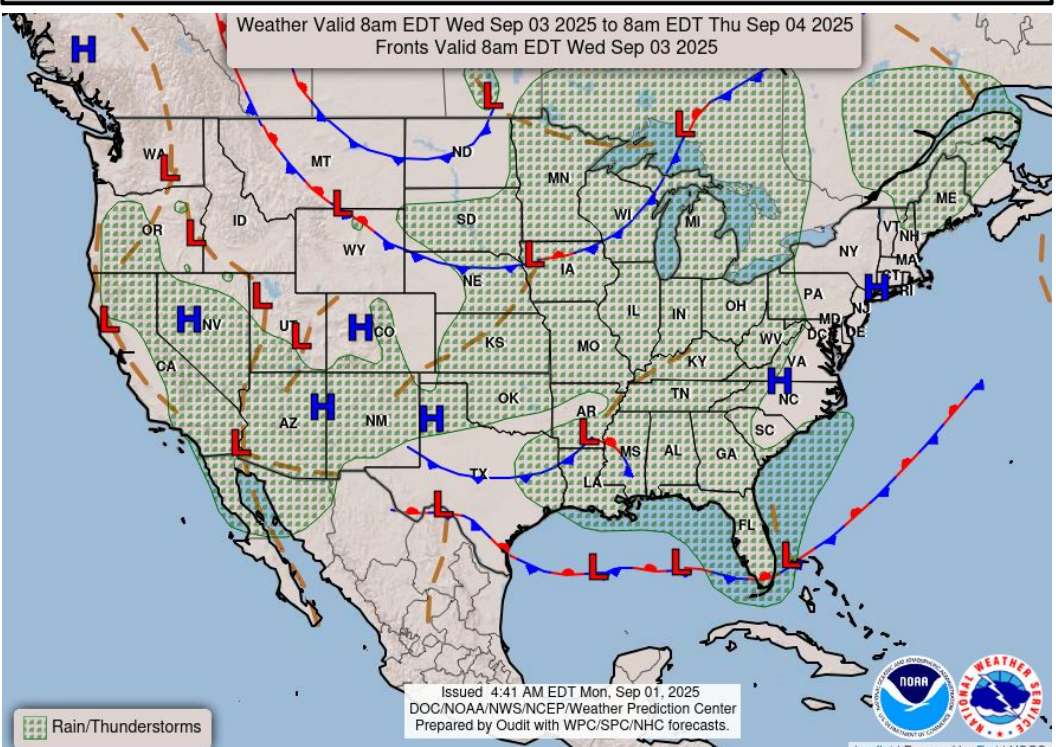 Weather Valid 8am EDT Wed Sep 03 2025 to 8am EDT Thu Sep 04 2025
Fronts Valid 8am EDT Wed Sep 03 2025
H
L
L
WA
MT
ND
MN
ME
L
L
SD
WI
MI
VT
NH
OR
ID
WY
NY
MA
L
L
IA
CT
RI
H
NE
PA
NJ
L
IL
IN
OH
MD
DE
DC
L
H
NV
UT
L
H
CO
KS
MO
WV
VA
KY
CA
H
NC
AZ
H
NM
H
OK
AR
TN
SC
L
L
MS
AL
GA
TX
LA
L
FL
L
L
L
Issued 4:41 AM EDT Mon, Sep 01, 2025
DOC/NOAA/NWS/NCEP/Weather Prediction Center
Prepared by Oudit with WPC/SPC/NHC forecasts.
Rain/Thunderstorms
NOAA
NATIONAL WEATHER SERVICE